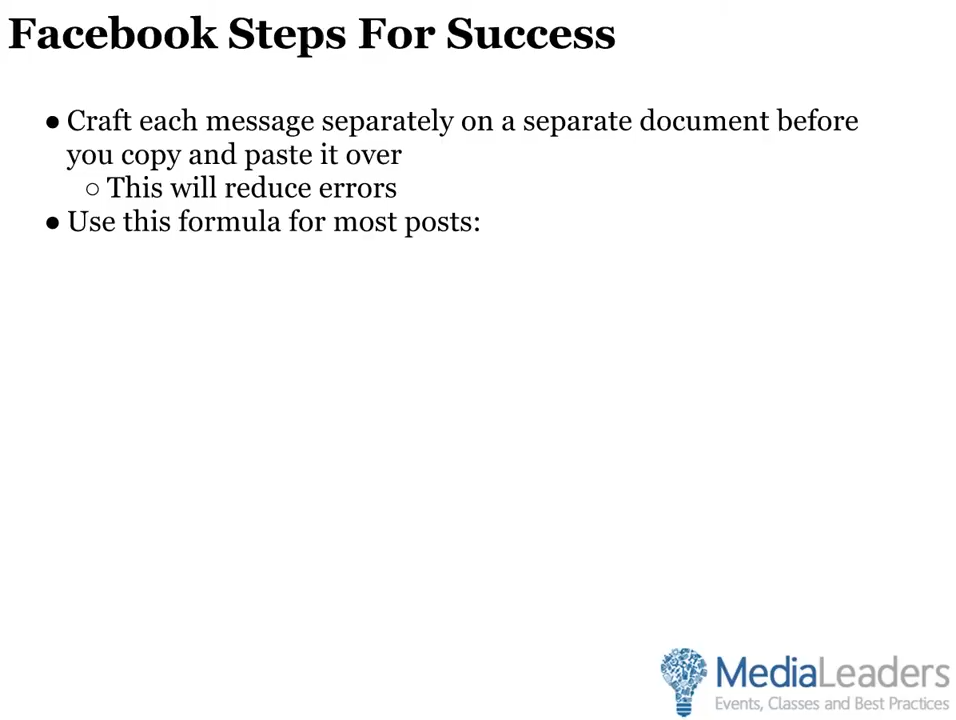 Facebook Steps For Success
● Craft each message separately on a separate document before
you copy and paste it over
○ This will reduce errors
● Use this formula for most posts:
MediaLeaders
Events, Classes and Best Practices